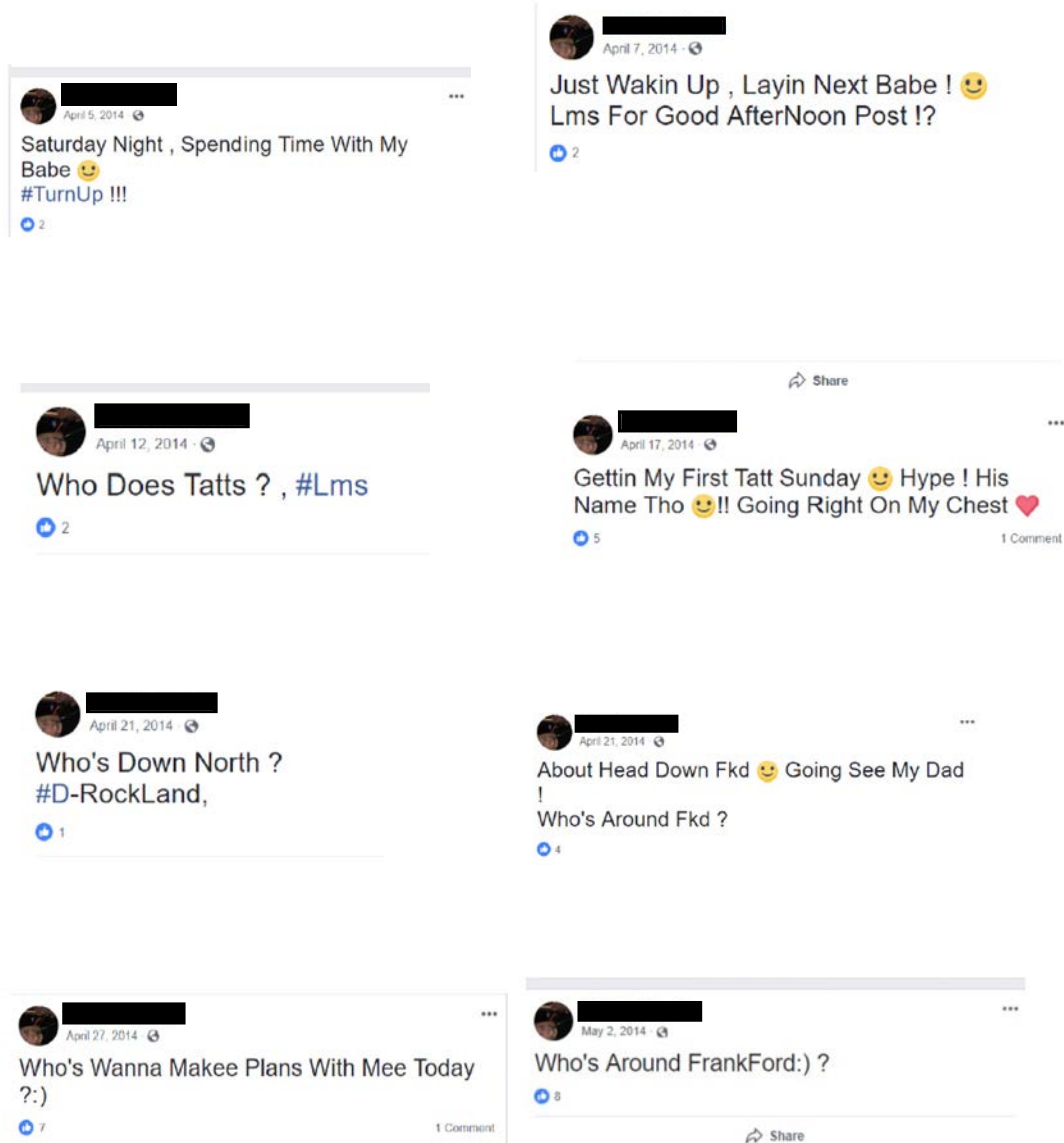 April 5, 2014
Saturday Night , Spending Time With My
Babe 🙂
#TurnUp !!!
2
April 7, 2014
Just Wakin Up , Layin Next Babe ! 🙂
Lms For Good AfterNoon Post !?
2
April 12, 2014
Who Does Tatts ? , #Lms
2
Share
April 17, 2014
Gettin My First Tatt Sunday 🙂 Hype ! His
Name Tho 🙂!! Going Right On My Chest ❤
5 1 Comment
April 21, 2014
Who's Down North ?
#D-RockLand,
1
April 21, 2014
About Head Down Fkd 🙂 Going See My Dad
!
Who's Around Fkd ?
4
April 27, 2014
Who's Wanna Makee Plans With Mee Today
?:)
7 1 Comment
May 2, 2014
Who's Around FrankFord:) ?
8
Share